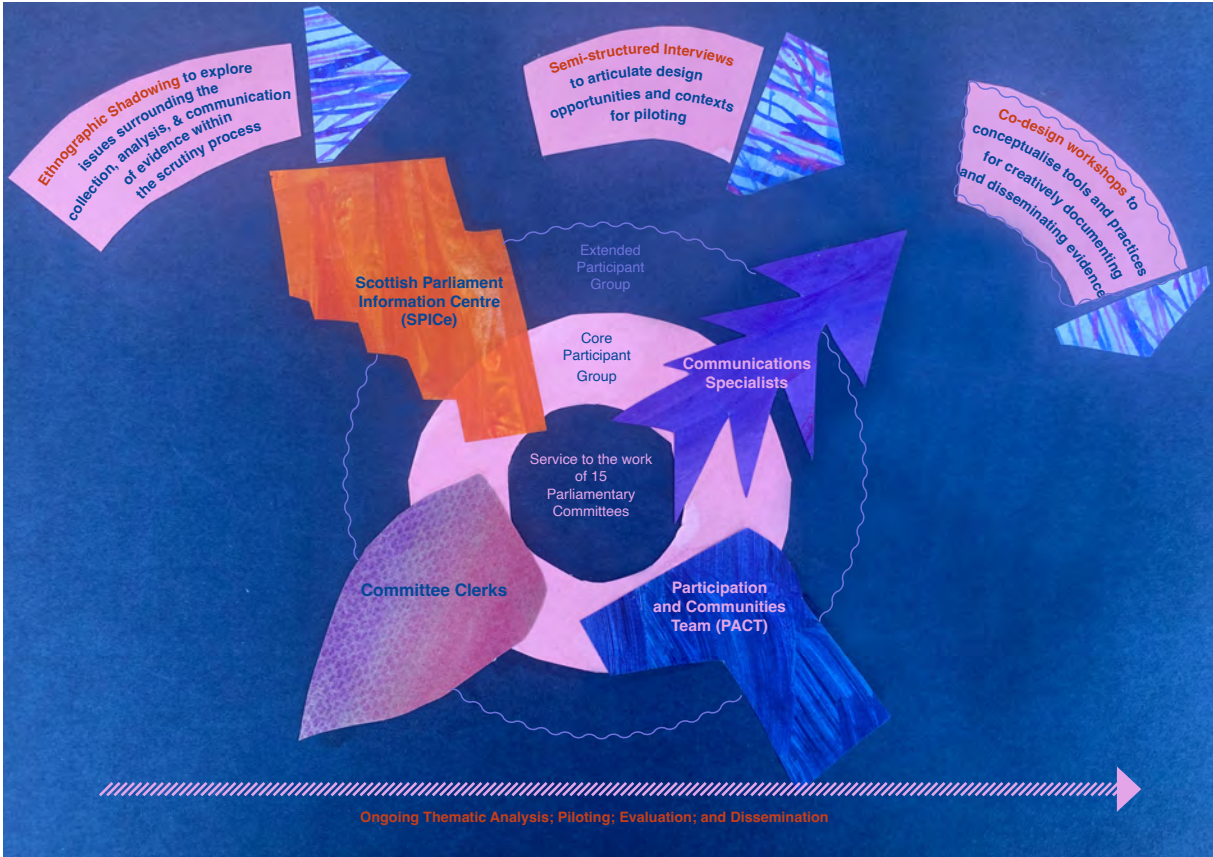 Ethnographic Shadowing to explore
issues surrounding the
collection, analysis, & communication
of evidence within
the scrutiny process
Semi-structured Interviews
to articulate design
opportunities and contexts
for piloting
Co-design workshops to
conceptualise tools and practices
for creatively documenting
and disseminating evidence
Extended
Participant
Group
Scottish Parliament
Information Centre
(SPICe)
Core
Participant
Group
Communications
Specialists
Service to the work
of 15
Parliamentary
Committees
Committee Clerks
Participation
and Communities
Team (PACT)
Ongoing Thematic Analysis; Piloting; Evaluation; and Dissemination